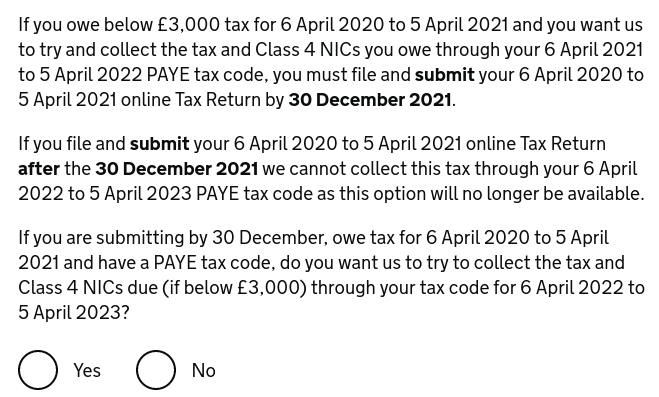 If you owe below £3,000 tax for 6 April 2020 to 5 April 2021 and you want us
to try and collect the tax and Class 4 NICs you owe through your 6 April 2021
to 5 April 2022 PAYE tax code, you must file and submit your 6 April 2020 to
5 April 2021 online Tax Return by 30 December 2021.
If you file and submit your 6 April 2020 to 5 April 2021 online Tax Return
after the 30 December 2021 we cannot collect this tax through your 6 April
2022 to 5 April 2023 PAYE tax code as this option will no longer be available.
If you are submitting by 30 December, owe tax for 6 April 2020 to 5 April
2021 and have a PAYE tax code, do you want us to try to collect the tax and
Class 4 NICs due (if below £3,000) through your tax code for 6 April 2022 to
5 April 2023?
Yes No